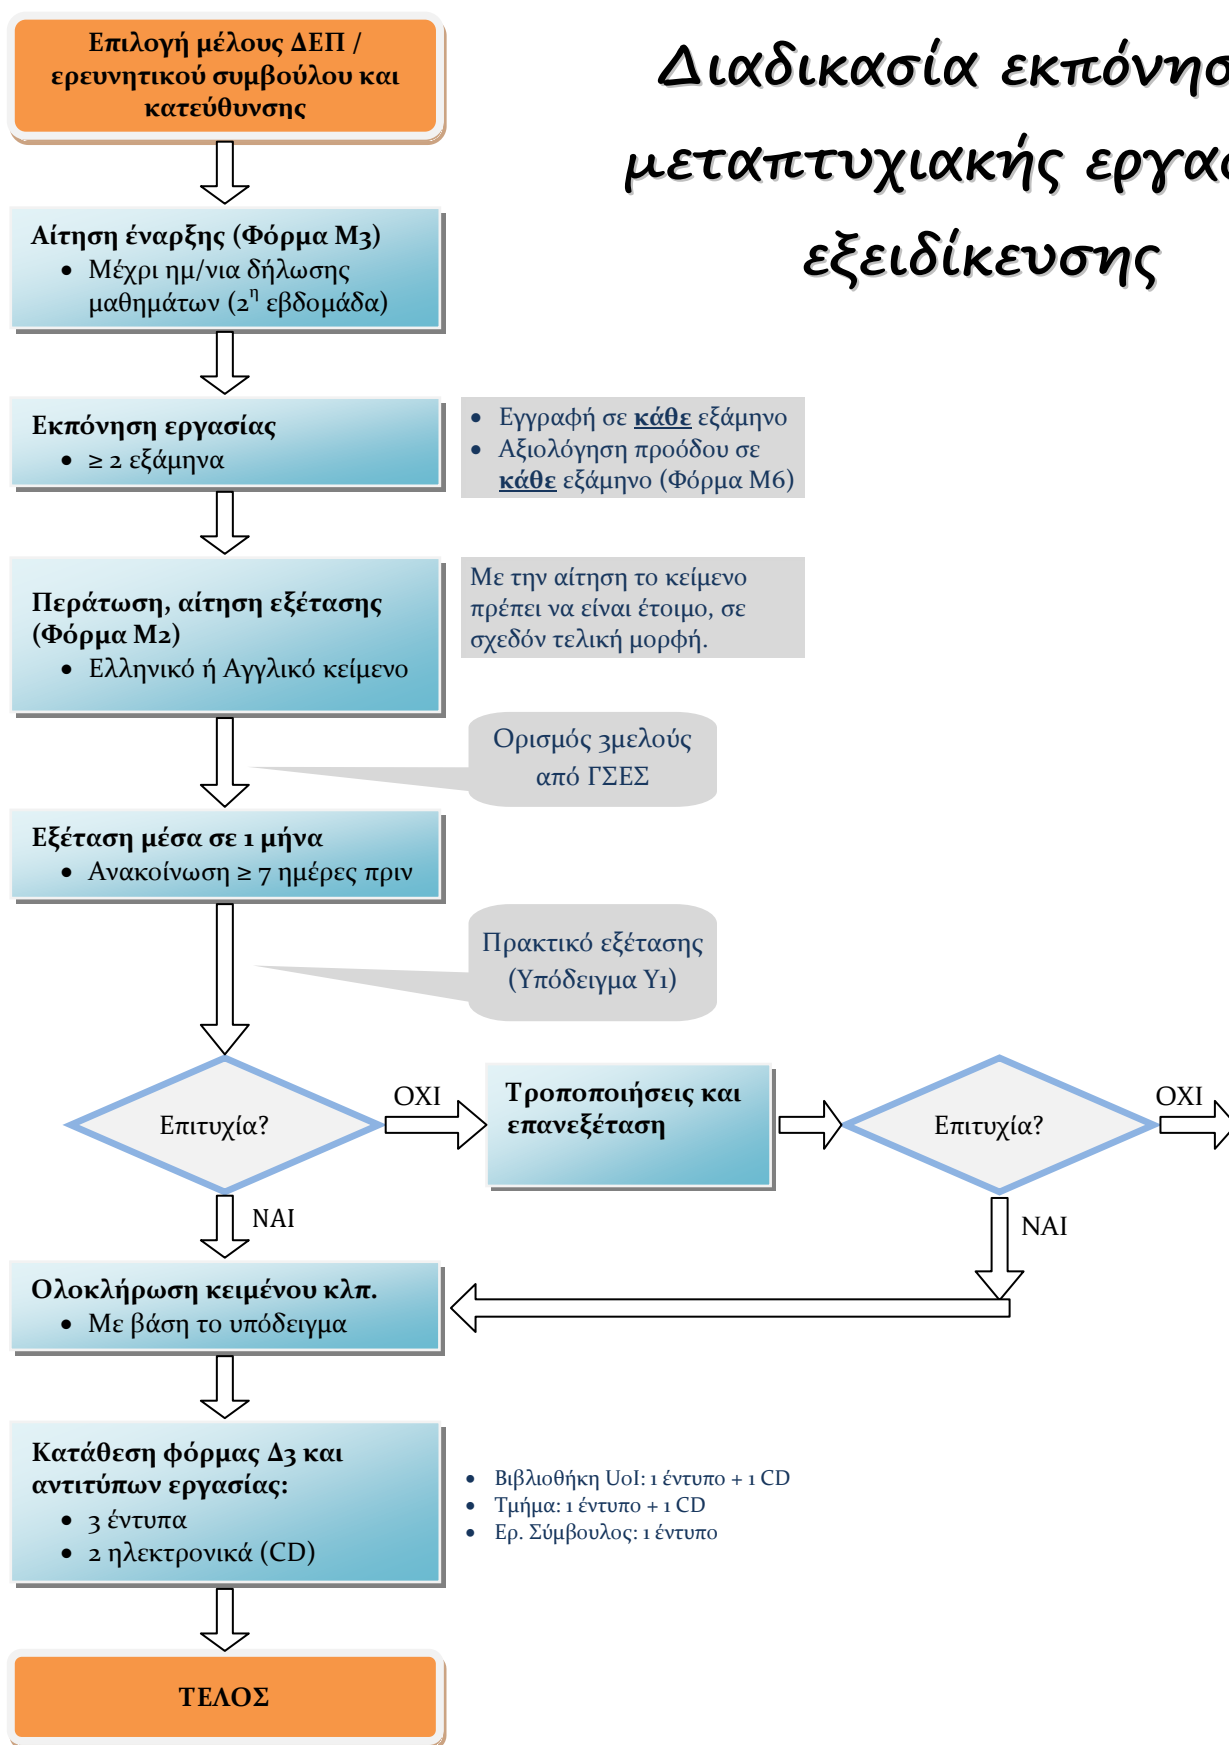 Διαδικασία εκπόνησ
μεταπτυχιακής εργασ
εξειδίκευσης
Επιλογή μέλους ΔΕΠ /
ερευνητικού συμβούλου και
κατεύθυνσης
Αίτηση έναρξης (Φόρμα Μ3)
• Μέχρι ημ/νια δήλωσης
μαθημάτων (2η εβδομάδα)
Εκπόνηση εργασίας
• ≥ 2 εξάμηνα
• Εγγραφή σε κάθε εξάμηνο
• Αξιολόγηση προόδου σε
κάθε εξάμηνο (Φόρμα Μ6)
Περάτωση, αίτηση εξέτασης
(Φόρμα Μ2)
• Ελληνικό ή Αγγλικό κείμενο
Με την αίτηση το κείμενο
πρέπει να είναι έτοιμο, σε
σχεδόν τελική μορφή.
Ορισμός 3μελούς
από ΓΣΕΣ
Εξέταση μέσα σε 1 μήνα
• Ανακοίνωση ≥ 7 ημέρες πριν
Πρακτικό εξέτασης
(Υπόδειγμα Υ1)
Επιτυχία?
ΟΧΙ
Τροποποιήσεις και
επανεξέταση
Επιτυχία?
ΟΧΙ
ΝΑΙ
ΝΑΙ
Ολοκλήρωση κειμένου κλπ.
• Με βάση το υπόδειγμα
Κατάθεση φόρμας Δ3 και
αντιτύπων εργασίας:
• 3 έντυπα
• 2 ηλεκτρονικά (CD)
• Βιβλιοθήκη UoI: 1 έντυπο + 1 CD
• Τμήμα: 1 έντυπο + 1 CD
• Ερ. Σύμβουλος: 1 έντυπο
ΤΕΛΟΣ